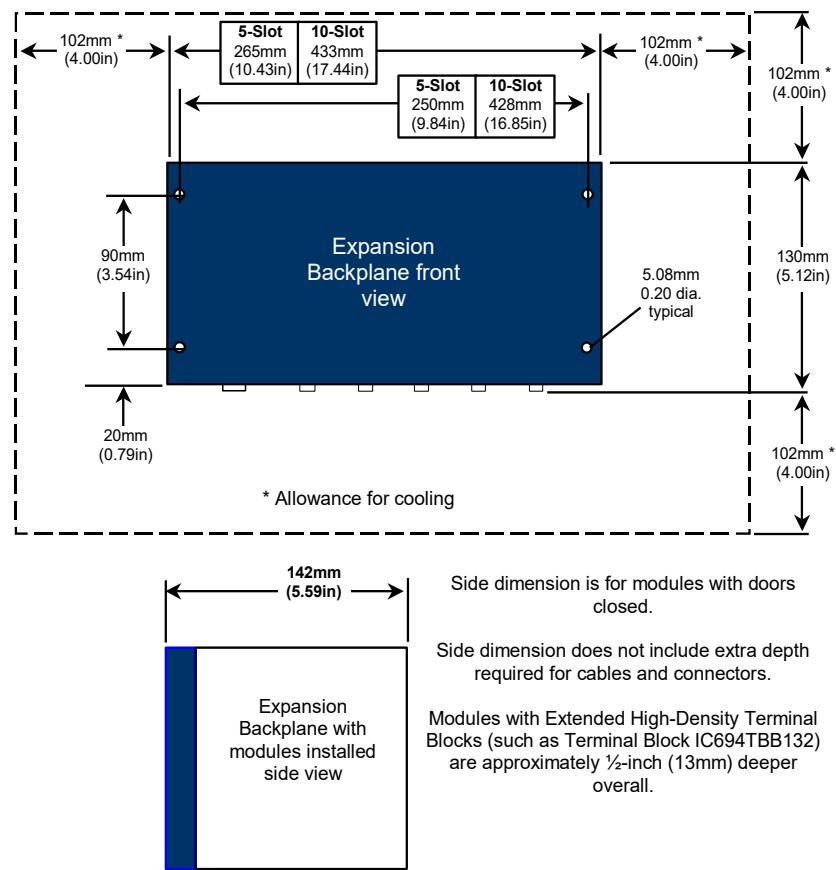 102mm *
(4.00in)
5-Slot 10-Slot
265mm 433mm
(10.43in) (17.44in)
102mm *
(4.00in)
102mm *
(4.00in)
5-Slot 10-Slot
250mm 428mm
(9.84in) (16.85in)
90mm
(3.54in)
Expansion
Backplane front
view
5.08mm
0.20 dia.
typical
130mm
(5.12in)
20mm
(0.79in)
102mm *
(4.00in)
* Allowance for cooling
142mm
(5.59in)
Side dimension is for modules with doors
closed.
Side dimension does not include extra depth
required for cables and connectors.
Expansion
Backplane with
modules installed
side view
Modules with Extended High-Density Terminal
Blocks (such as Terminal Block IC694TBB132)
are approximately ½-inch (13mm) deeper
overall.